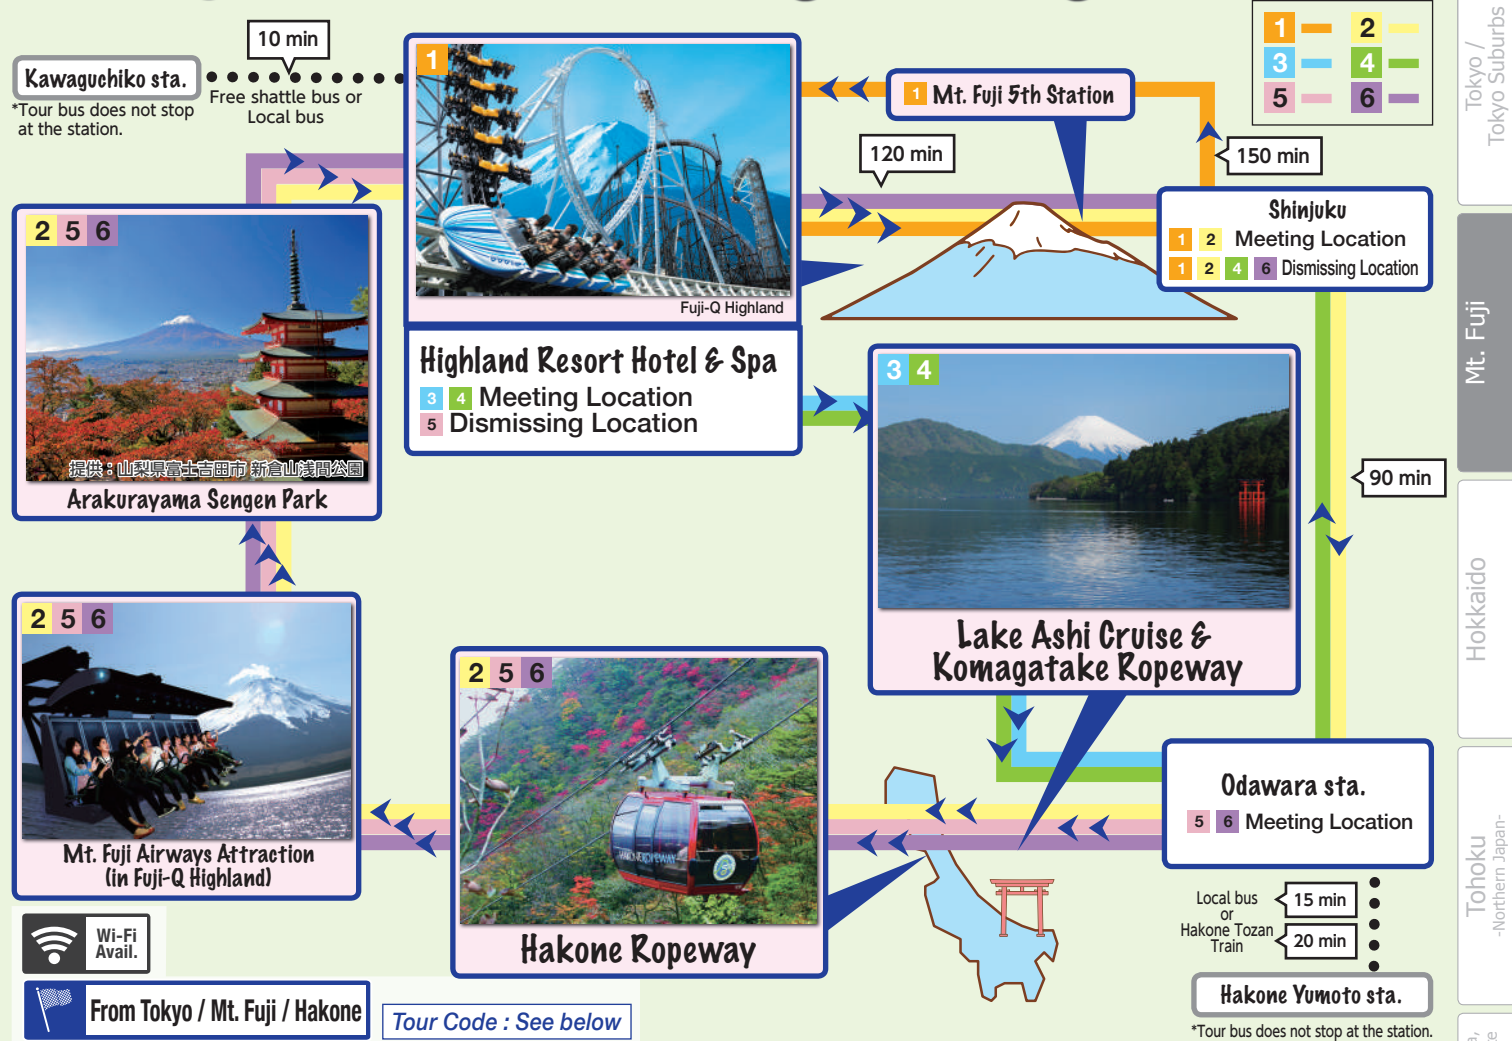 10 min
Kawaguchiko sta.
*Tour bus does not stop
at the station.
Free shattle bus or
Local bus
1
Fuji-Q Highland
Highland Resort Hotel & Spa
3 4 Meeting Location
5 Dismissing Location
1 Mt. Fuji 5th Station
120 min
150 min
1 2
3 4
5 6
Shinjuku
1 2 Meeting Location
1 2 4 6 Dismissing Location
2 5 6
提供:山梨県富士吉田市 新倉山浅間公園
Arakurayama Sengen Park
3 4
Lake Ashi Cruise &
Komagatake Ropeway
90 min
2 5 6
Mt. Fuji Airways Attraction
(in Fuji-Q Highland)
2 5 6
HAKONE ROPEWAY
Hakone Ropeway
Odawara sta.
5 6 Meeting Location
Local bus
or
Hakone Tozan
Train
15 min
20 min
Hakone Yumoto sta.
*Tour bus does not stop at the station.
Wi-Fi
Avail.
From Tokyo / Mt. Fuji / Hakone
Tour Code : See below
Tokyo /
Tokyo Suburbs
Mt. Fuji
Hokkaido
Tohoku
-Northern Japan-